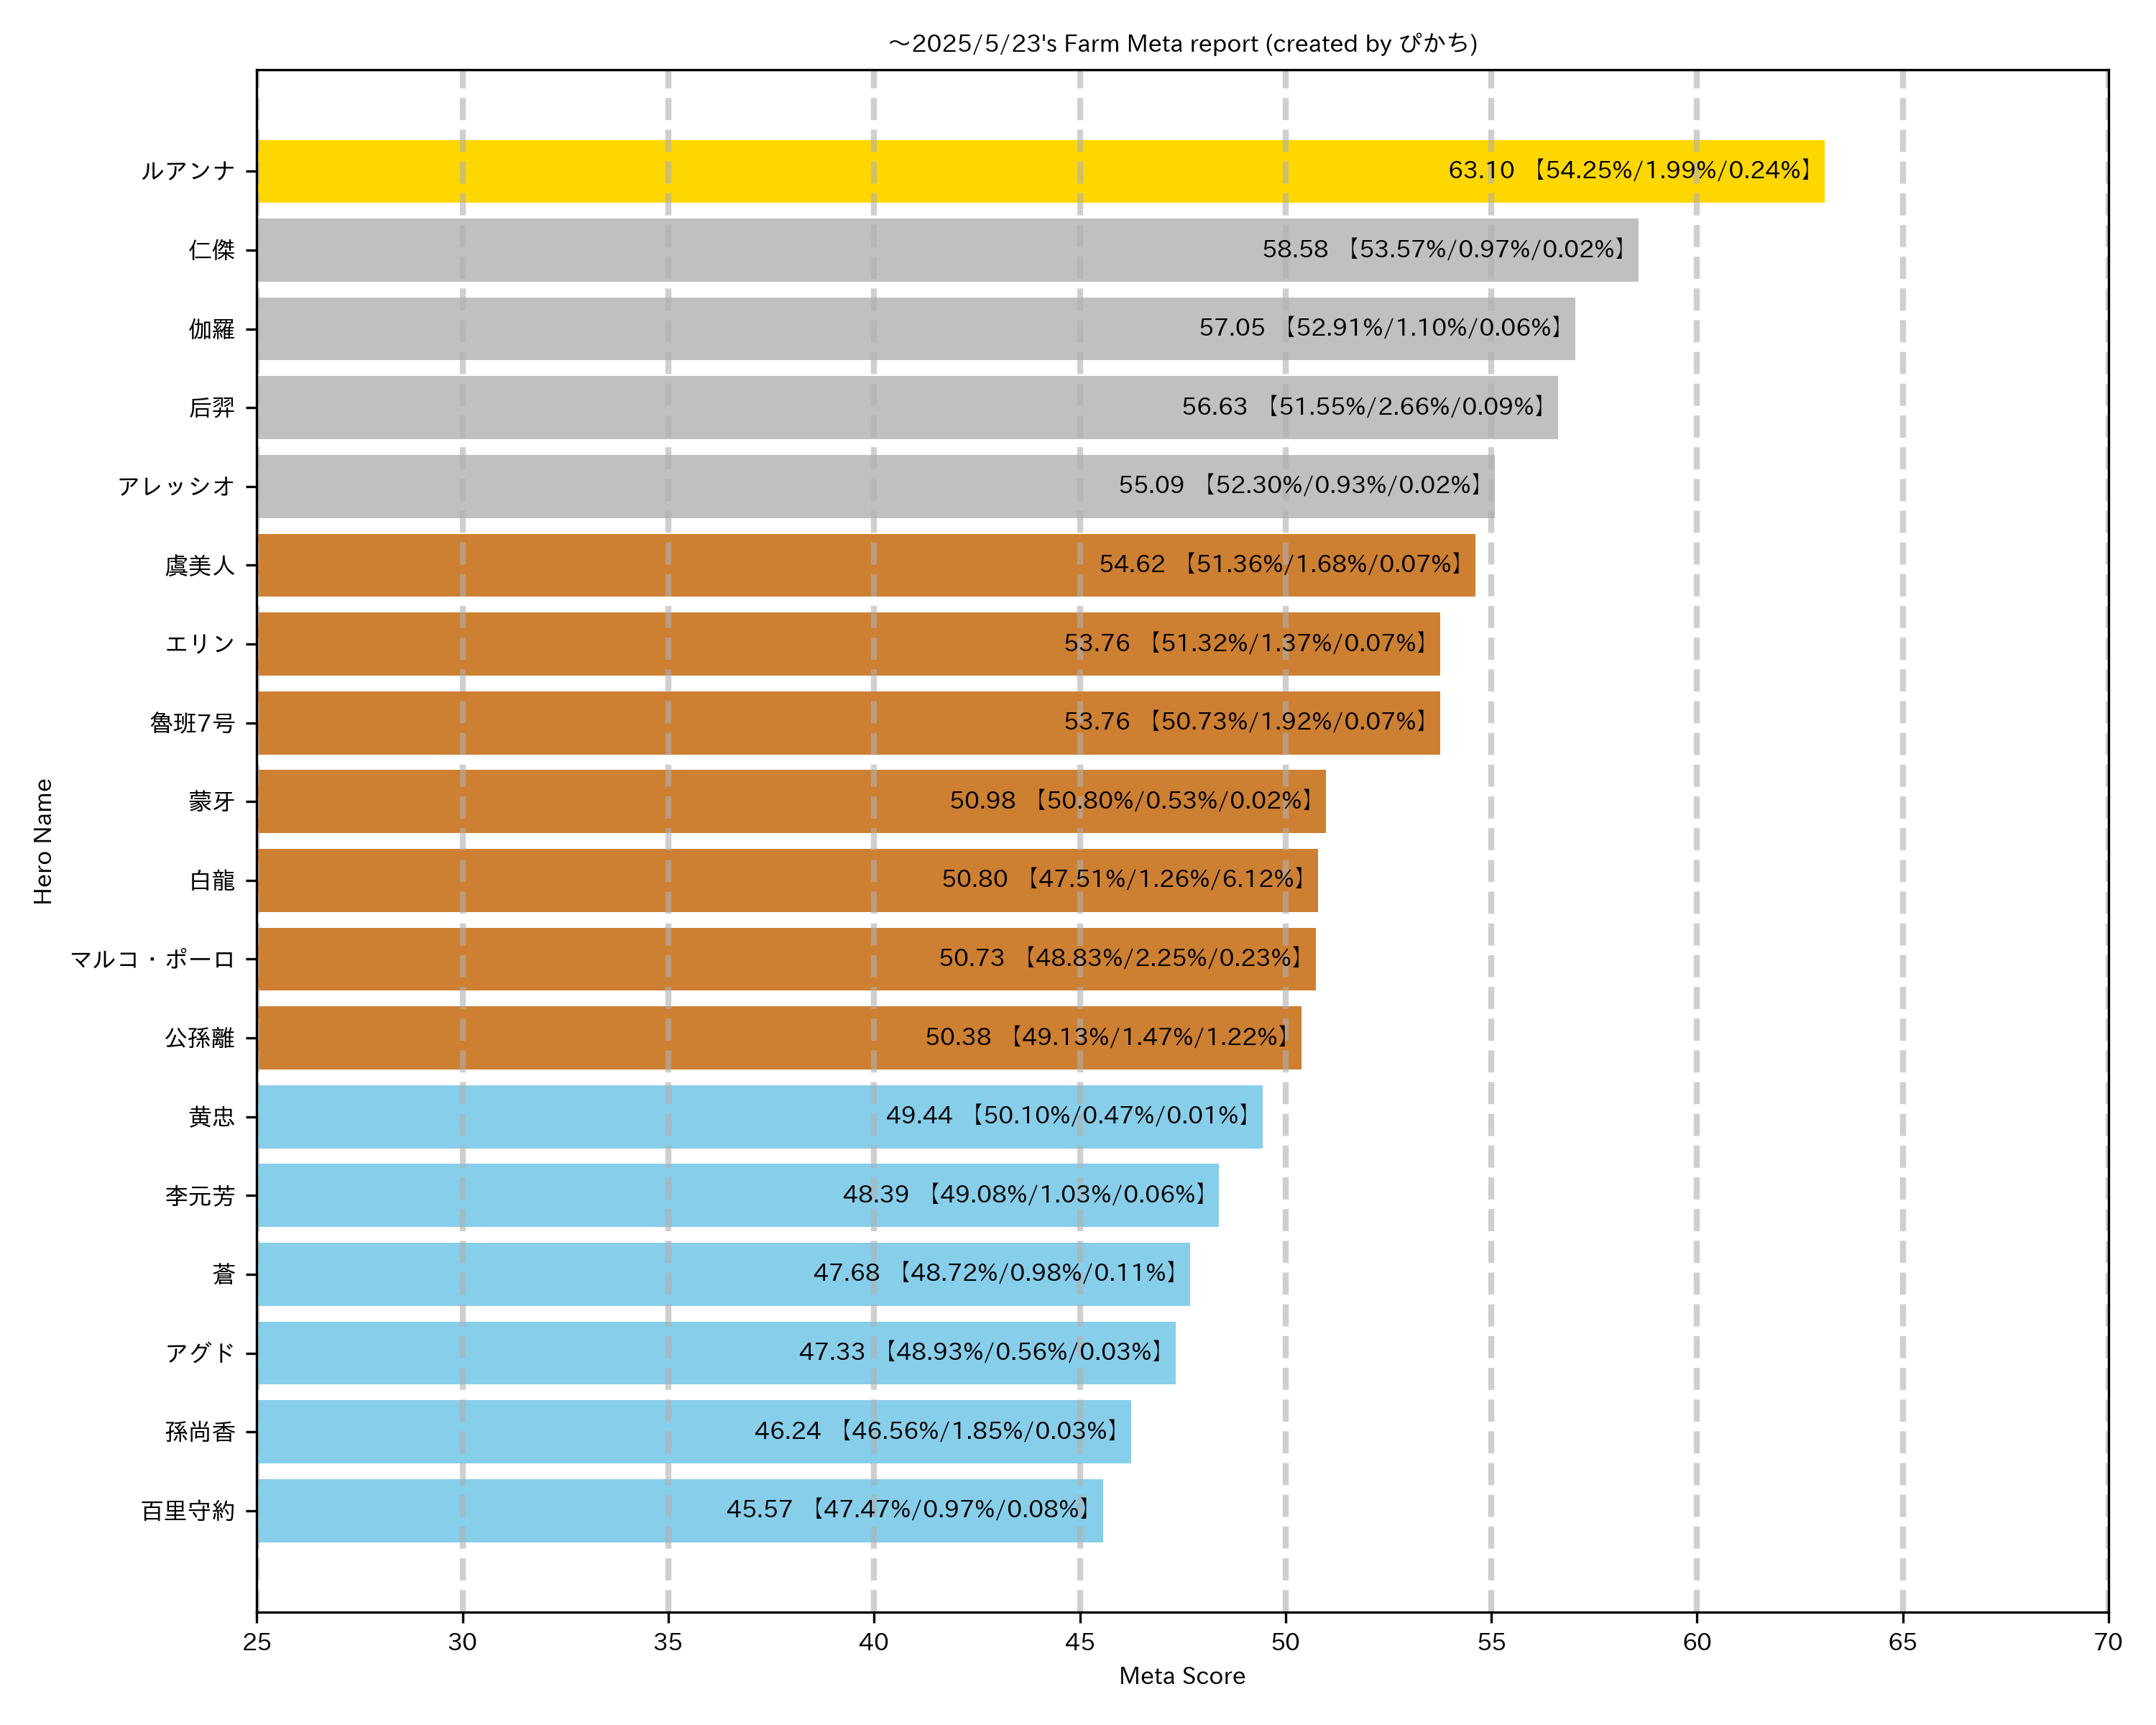 ～2025/5/23's Farm Meta report (created by ぴかち)
ルアンナ 63.10 【54.25%/1.99%/0.24%】
仁傑 58.58 【53.57%/0.97%/0.02%】
伽羅 57.05 【52.91%/1.10%/0.06%】
后羿 56.63 【51.55%/2.66%/0.09%】
アレッシオ 55.09 【52.30%/0.93%/0.02%】
虞美人 54.62 【51.36%/1.68%/0.07%】
エリン 53.76 【51.32%/1.37%/0.07%】
魯班7号 53.76 【50.73%/1.92%/0.07%】
蒙牙 50.98 【50.80%/0.53%/0.02%】
白龍 50.80 【47.51%/1.26%/6.12%】
マルコ・ポーロ 50.73 【48.83%/2.25%/0.23%】
公孫離 50.38 【49.13%/1.47%/1.22%】
黄忠 49.44 【50.10%/0.47%/0.01%】
李元芳 48.39 【49.08%/1.03%/0.06%】
蒼 47.68 【48.72%/0.98%/0.11%】
アグド 47.33 【48.93%/0.56%/0.03%】
孫尚香 46.24 【46.56%/1.85%/0.03%】
百里守約 45.57 【47.47%/0.97%/0.08%】
Hero Name
25 30 35 40 45 50 55 60 65 70
Meta Score